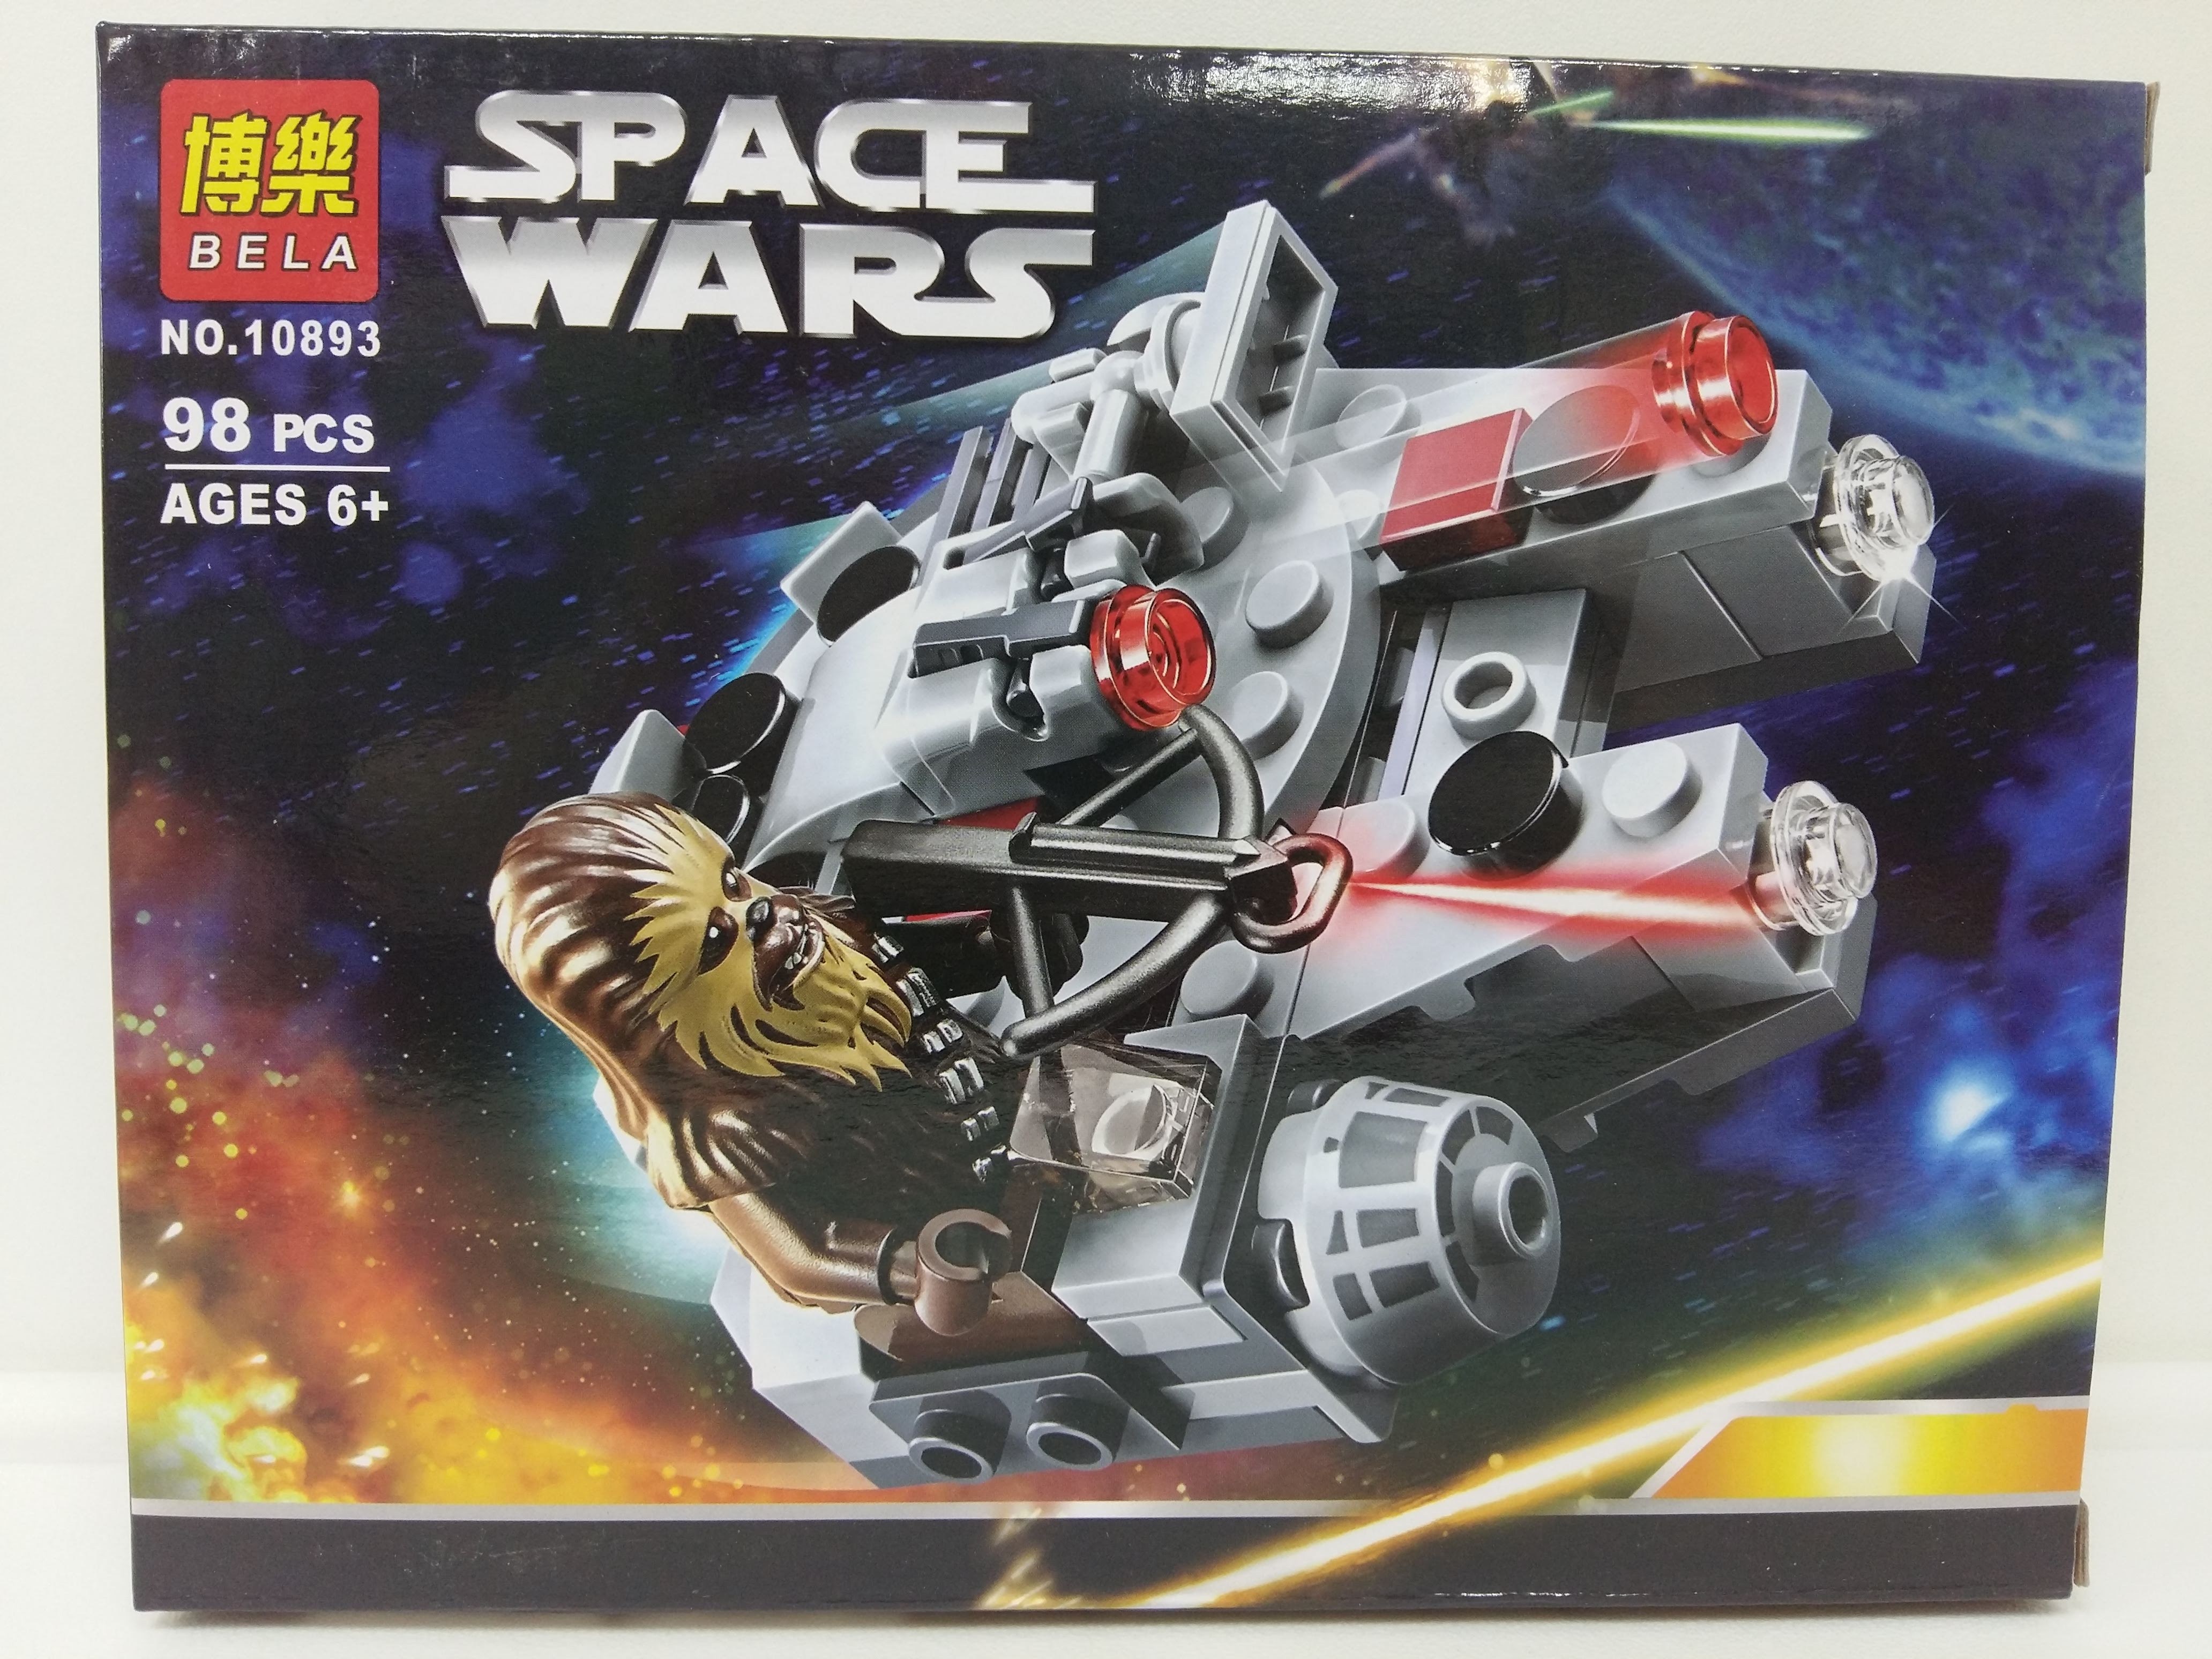 博樂
BELA
NO.10893
98 PCS
AGES 6+
SPACE
WARS